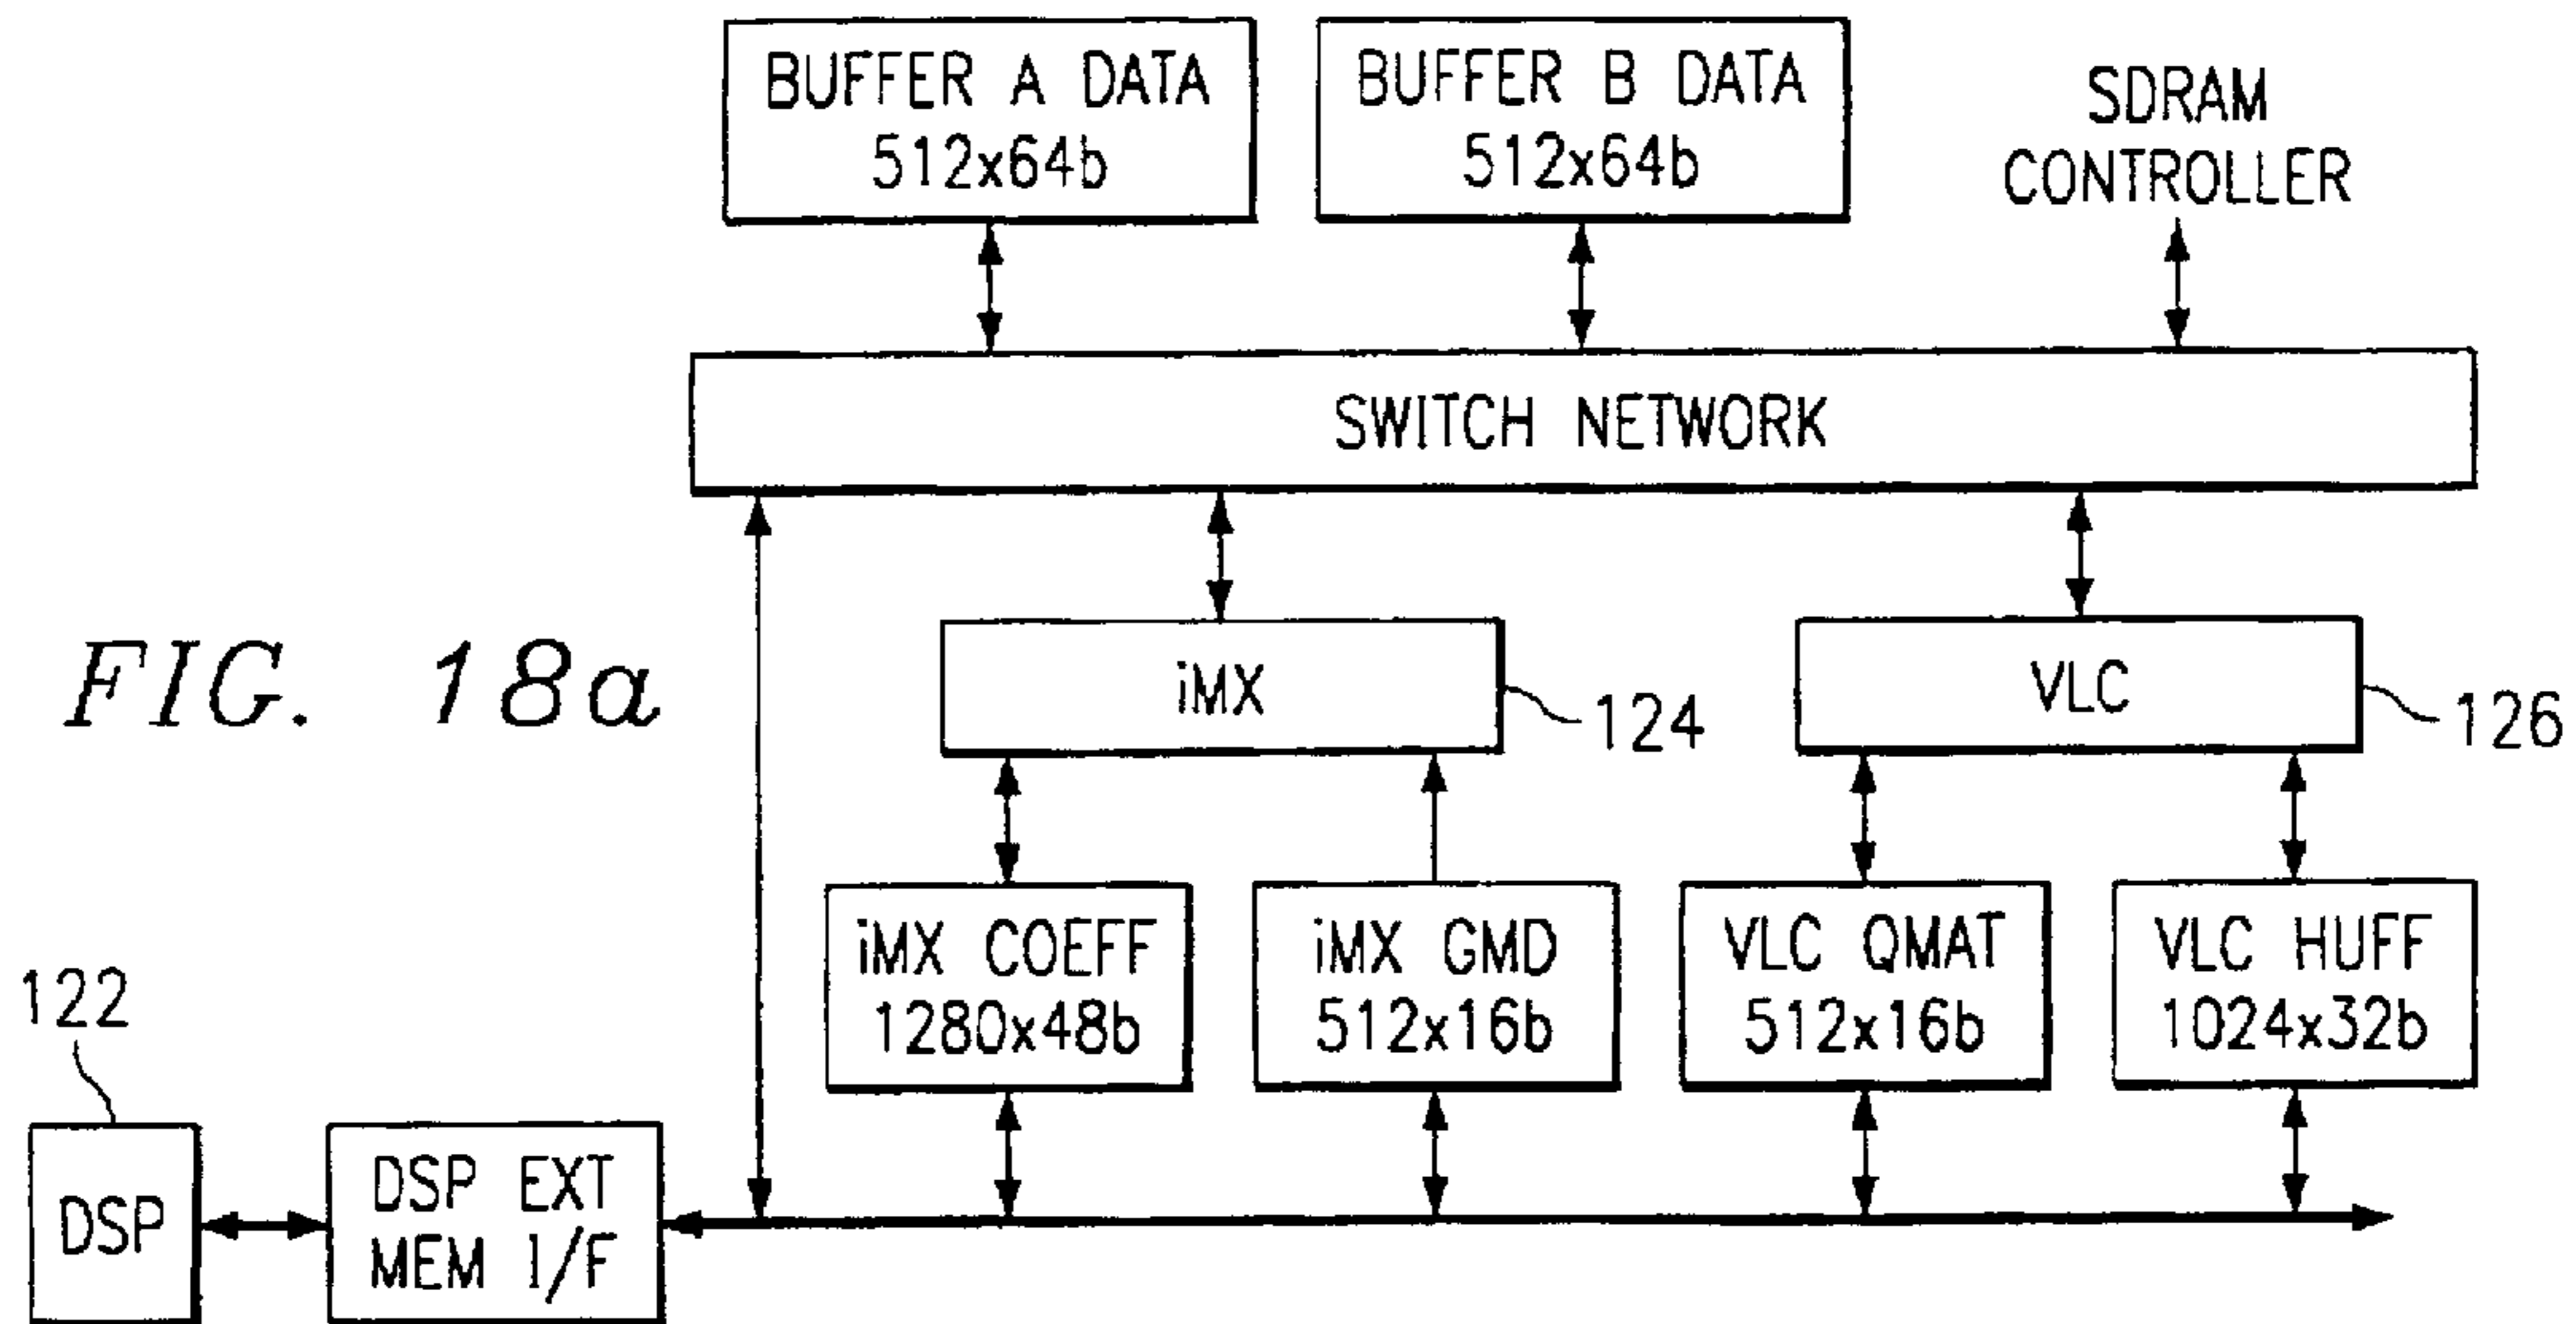 BUFFER A DATA
512x64b
BUFFER B DATA
512x64b
SDRAM
CONTROLLER
SWITCH NETWORK
FIG. 18a
iMX
124
VLC
126
iMX COEFF
1280x48b
iMX GMD
512x16b
VLC QMAT
512x16b
VLC HUFF
1024x32b
122
DSP
DSP EXT
MEM I/F